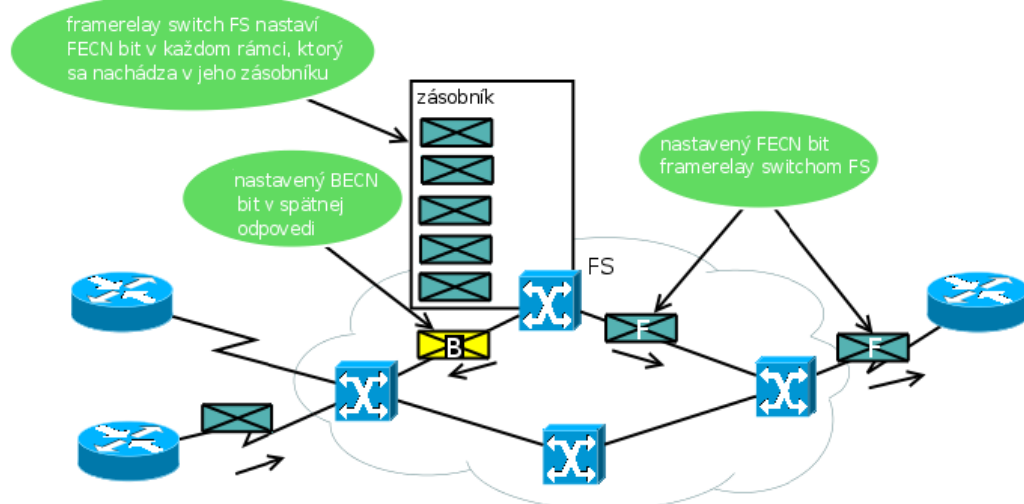 framerelay switch FS nastaví
FECN bit v každom rámci, ktorý
sa nachádza v jeho zásobníku
zásobník
nastavený FECN bit
framerelay switchom FS
nastavený BECN
bit v spätnej
odpovedi
FS
F
B
F